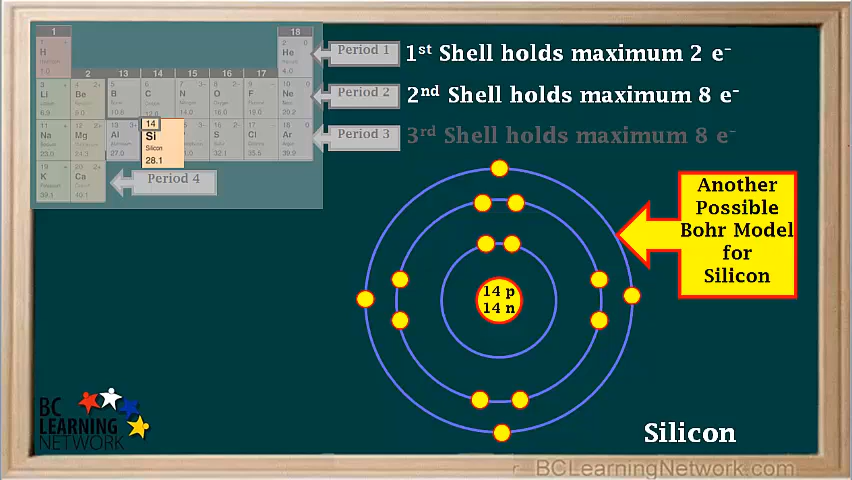 1st Shell holds maximum 2 e⁻
2nd Shell holds maximum 8 e⁻
3rd Shell holds maximum 8 e⁻
Period 1
Period 2
Period 3
Period 4
1
18
2
13
14
15
16
17
H
He
4.0
Li
Be
B
C
N
O
F
Ne
Na
Mg
Al
14
Si
Silicon
28.1
S
Cl
Ar
K
Ca
Another
Possible
Bohr Model
for
Silicon
14 p
14 n
BC
LEARNING
NETWORK
Silicon
BCLearningNetwork.com